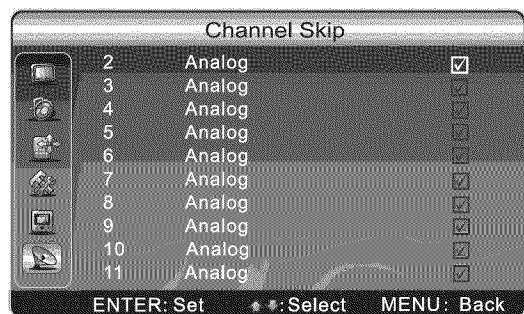 Channel Skip
2 Analog
3 Analog
4 Analog
5 Analog
6 Analog
7 Analog
8 Analog
9 Analog
10 Analog
11 Analog
ENTER: Set :Select MENU: Back